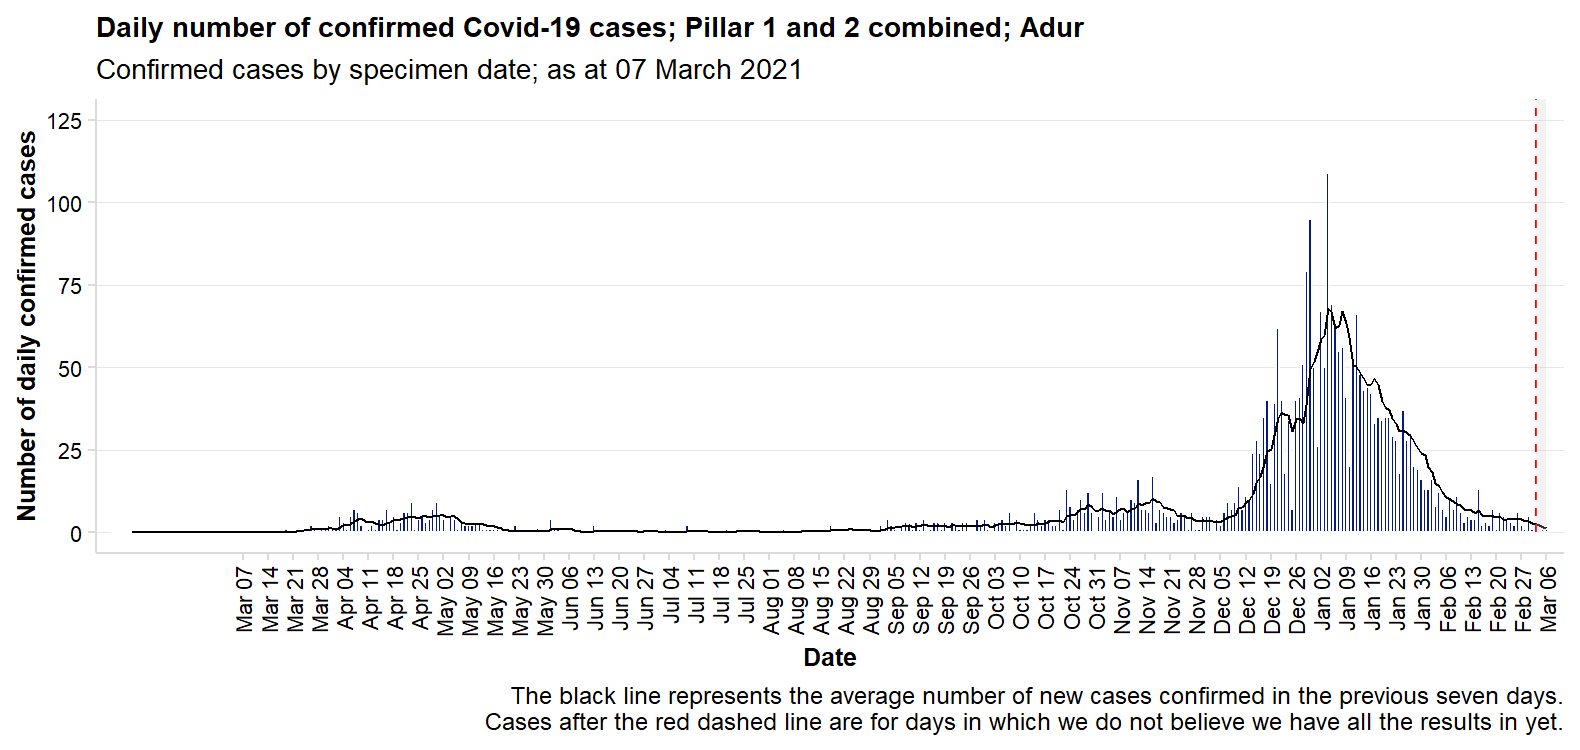 Daily number of confirmed Covid-19 cases; Pillar 1 and 2 combined; Adur
Confirmed cases by specimen date; as at 07 March 2021
Number of daily confirmed cases
125
100
75
50
25
0
Mar 07
Mar 14
Mar 21
Mar 28
Apr 04
Apr 11
Apr 18
Apr 25
May 02
May 09
May 16
May 23
May 30
Jun 06
Jun 13
Jun 20
Jun 27
Jul 04
Jul 11
Jul 18
Jul 25
Aug 01
Aug 08
Aug 15
Aug 22
Aug 29
Sep 05
Sep 12
Sep 19
Sep 26
Oct 03
Oct 10
Oct 17
Oct 24
Oct 31
Nov 07
Nov 14
Nov 21
Nov 28
Dec 05
Dec 12
Dec 19
Dec 26
Jan 02
Jan 09
Jan 16
Jan 23
Jan 30
Feb 06
Feb 13
Feb 20
Feb 27
Mar 06
Date
The black line represents the average number of new cases confirmed in the previous seven days.
Cases after the red dashed line are for days in which we do not believe we have all the results in yet.